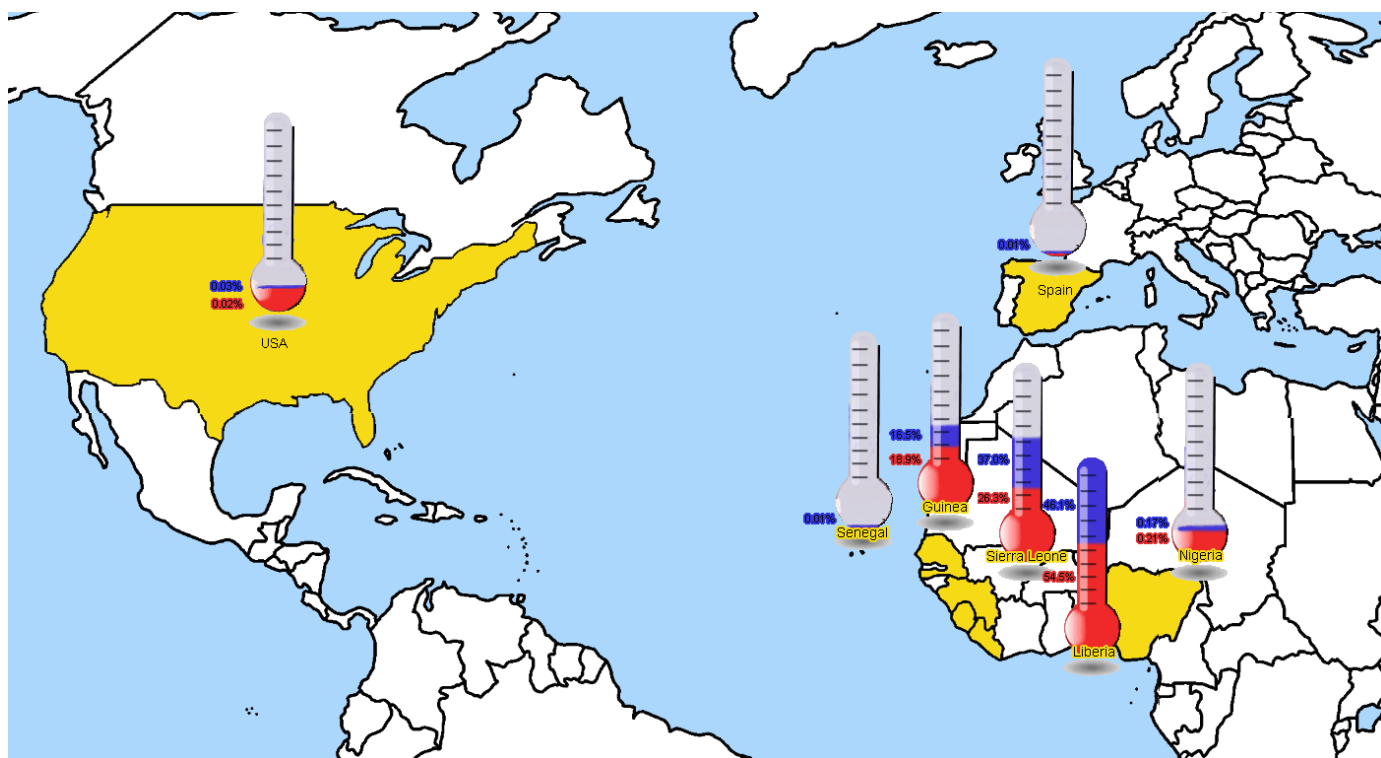 0.03%
0.02%
USA
0.01%
Spain
0.01%
Senegal
16.5%
18.9%
Guinea
37.0%
26.3%
Sierra Leone
46.1%
54.5%
Liberia
0.17%
0.21%
Nigeria